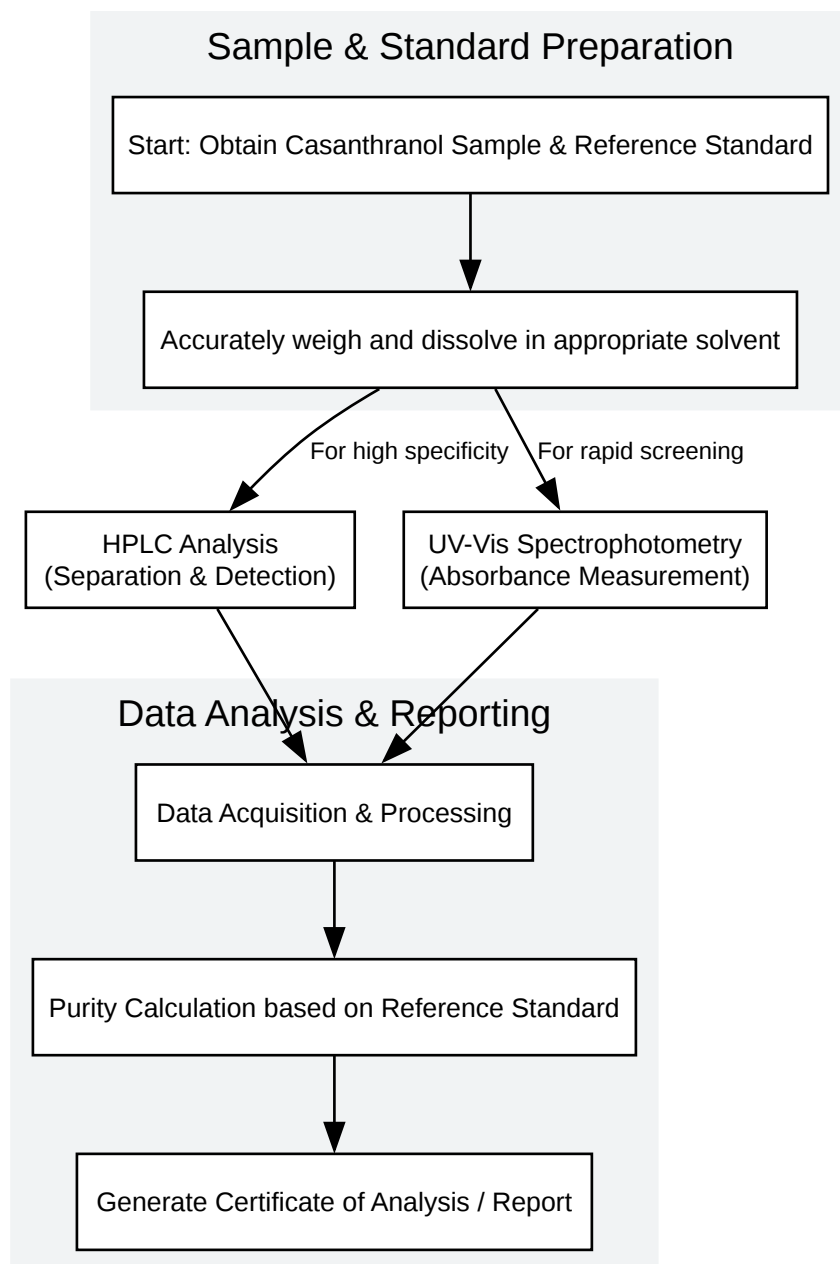 Sample & Standard Preparation
Start: Obtain Casanthranol Sample & Reference Standard
Accurately weigh and dissolve in appropriate solvent
For high specificity
For rapid screening
HPLC Analysis
(Separation & Detection)
UV-Vis Spectrophotometry
(Absorbance Measurement)
Data Analysis & Reporting
Data Acquisition & Processing
Purity Calculation based on Reference Standard
Generate Certificate of Analysis / Report